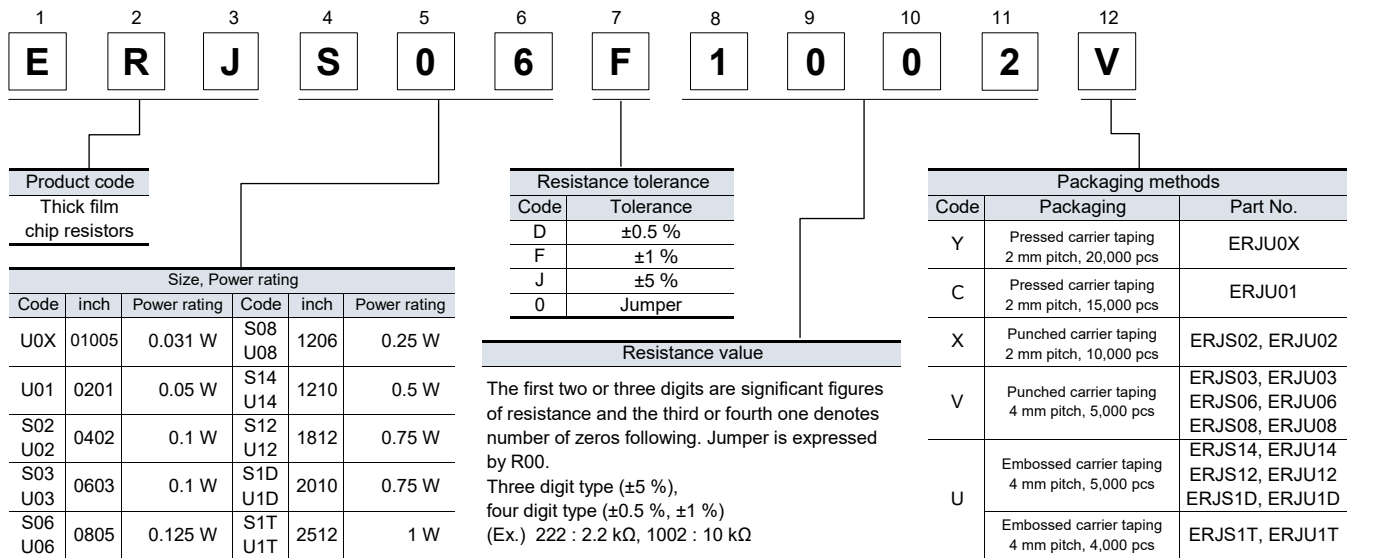 1 2 3 4 5 6 7 8 9 10 11 12
E R J S 0 6 F 1 0 0 2 V
Product code
Thick film
chip resistors
Size, Power rating
Code inch Power rating Code inch Power rating
U0X 01005 0.031 W S08 U08 1206 0.25 W
U01 0201 0.05 W S14 U14 1210 0.5 W
S02 U02 0402 0.1 W S12 U12 1812 0.75 W
S03 U03 0603 0.1 W S1D U1D 2010 0.75 W
S06 U06 0805 0.125 W S1T U1T 2512 1 W
Resistance tolerance
Code Tolerance
D ±0.5 %
F ±1 %
J ±5 %
0 Jumper
Resistance value
The first two or three digits are significant figures
of resistance and the third or fourth one denotes
number of zeros following. Jumper is expressed
by R00.
Three digit type (±5 %),
four digit type (±0.5 %, ±1 %)
(Ex.) 222 : 2.2 kΩ, 1002 : 10 kΩ
Packaging methods
Code Packaging Part No.
Y Pressed carrier taping 2 mm pitch, 20,000 pcs ERJU0X
C Pressed carrier taping 2 mm pitch, 15,000 pcs ERJU01
X Punched carrier taping 2 mm pitch, 10,000 pcs ERJS02, ERJU02
V Punched carrier taping 4 mm pitch, 5,000 pcs ERJS03, ERJU03
ERJS06, ERJU06
ERJS08, ERJU08
U Embossed carrier taping 4 mm pitch, 5,000 pcs ERJS14, ERJU14
ERJS12, ERJU12
ERJS1D, ERJU1D
Embossed carrier taping 4 mm pitch, 4,000 pcs ERJS1T, ERJU1T